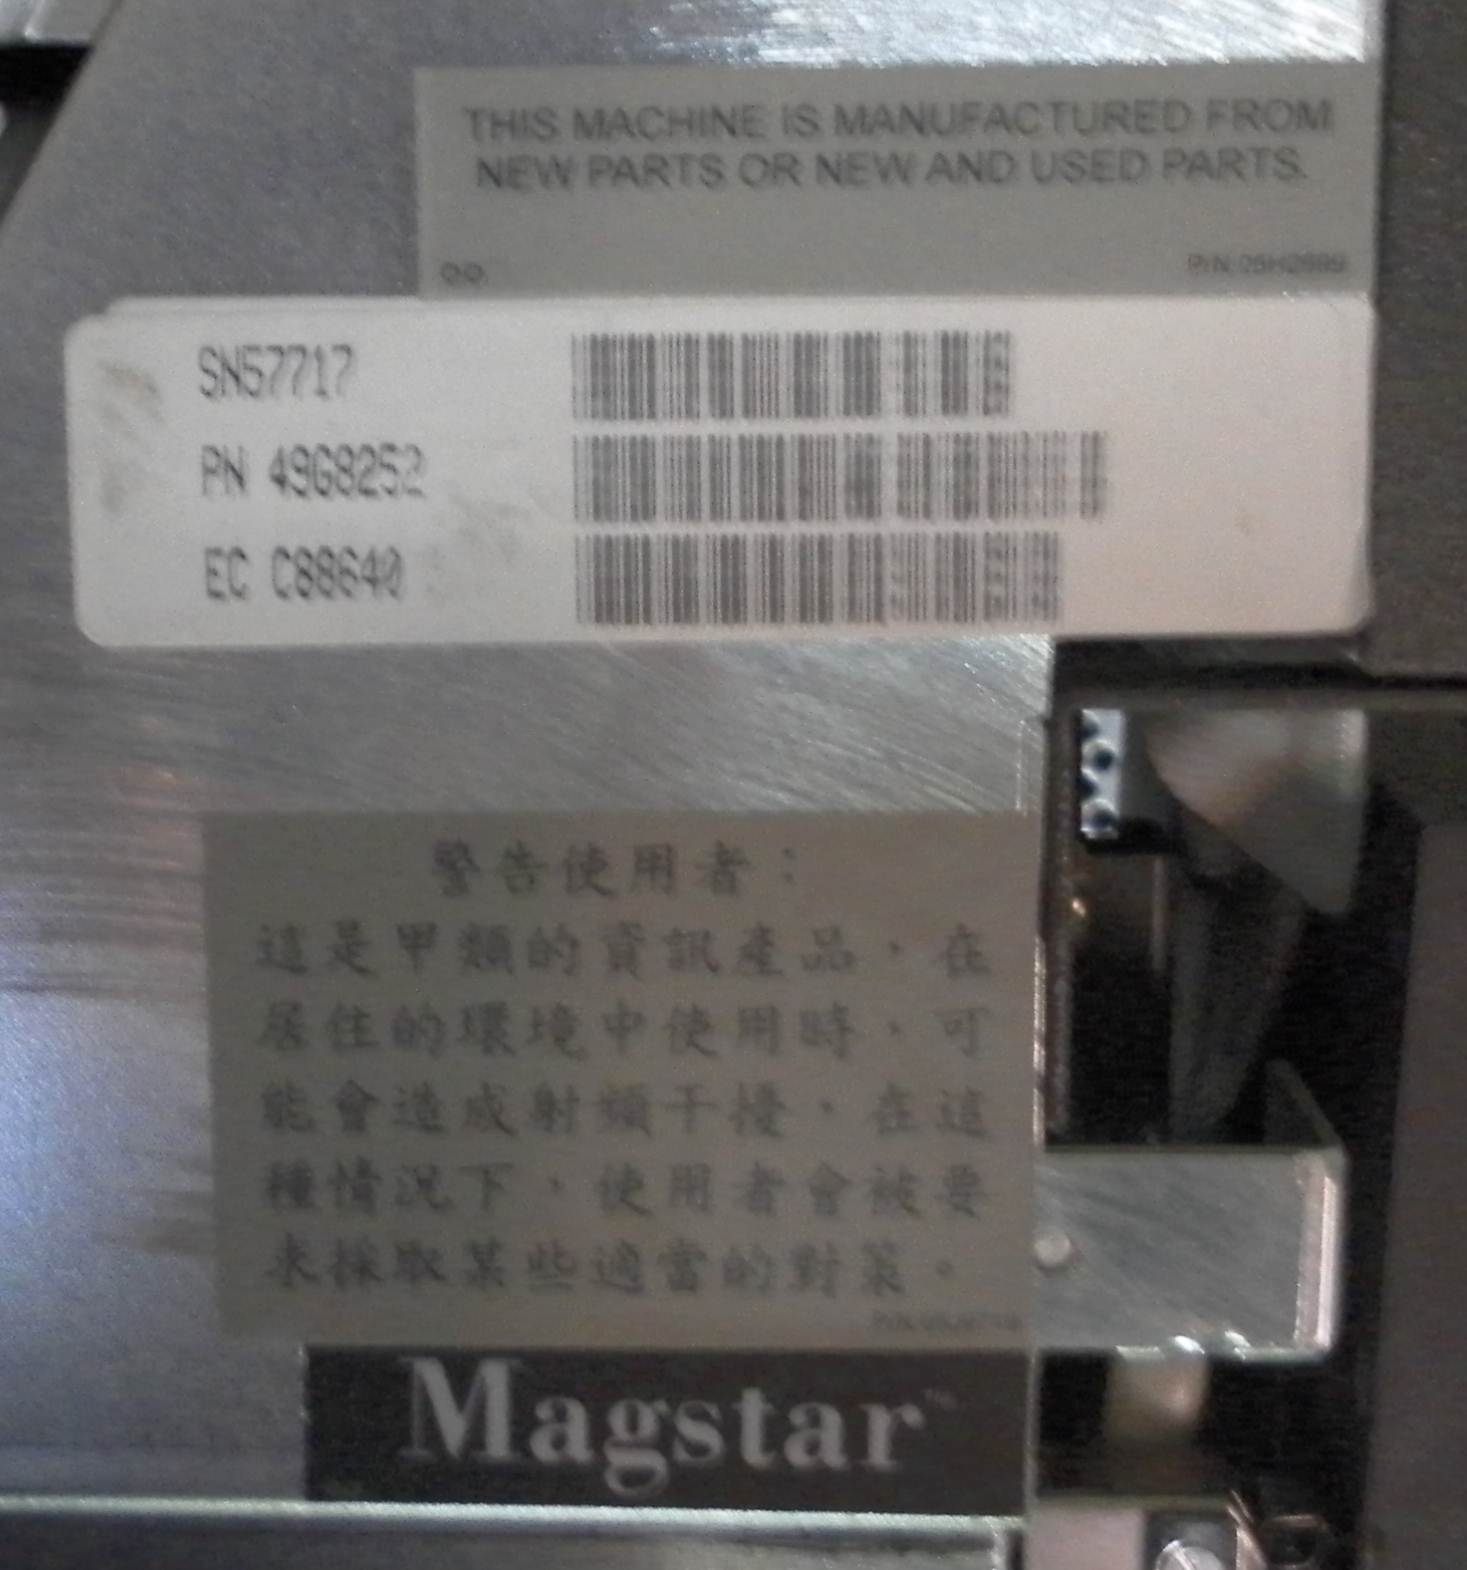 THIS MACHINE IS MANUFACTURED FROM
NEW PARTS OR NEW AND USED PARTS.
P/N
SN57717
PN 49G8252
EC C88640
警告使用者：
這是甲類的資訊產品，在
居住的環境中使用時，可
能會造成射頻干擾，在這
種情況下，使用者會被要
求採取某些適當的對策。
Magstar™